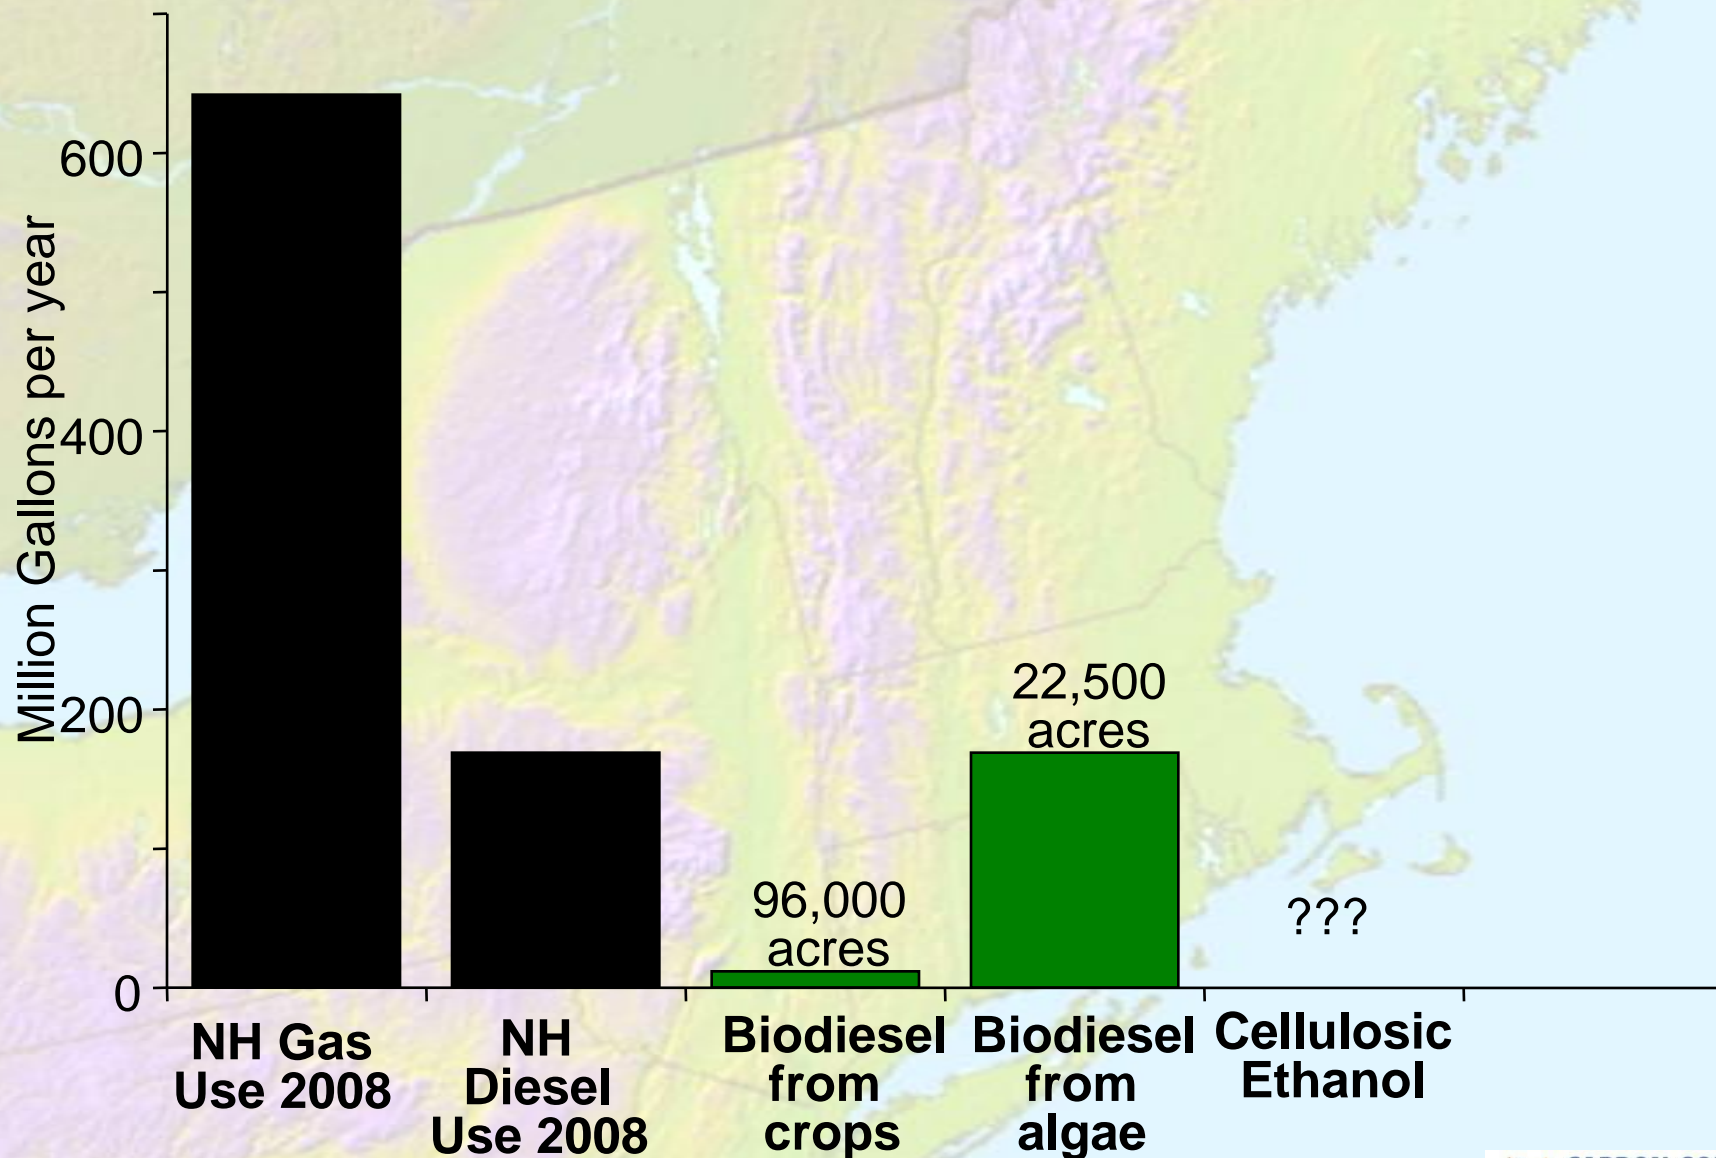 Million Gallons per year
600
400
200
0
22,500
acres
96,000
acres
???
NH Gas
Use 2008
NH
Diesel
Use 2008
Biodiesel
from
crops
Biodiesel
from
algae
Cellulosic
Ethanol